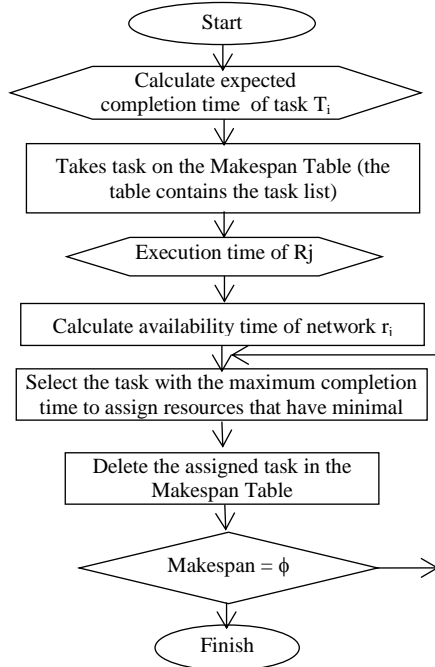 Start
Calculate expected
completion time of task Tᵢ
Takes task on the Makespan Table (the
table contains the task list)
Execution time of Rj
Calculate availability time of network rⱼ
Select the task with the maximum completion
time to assign resources that have minimal
Delete the assigned task in the
Makespan Table
Makespan = ϕ
Finish